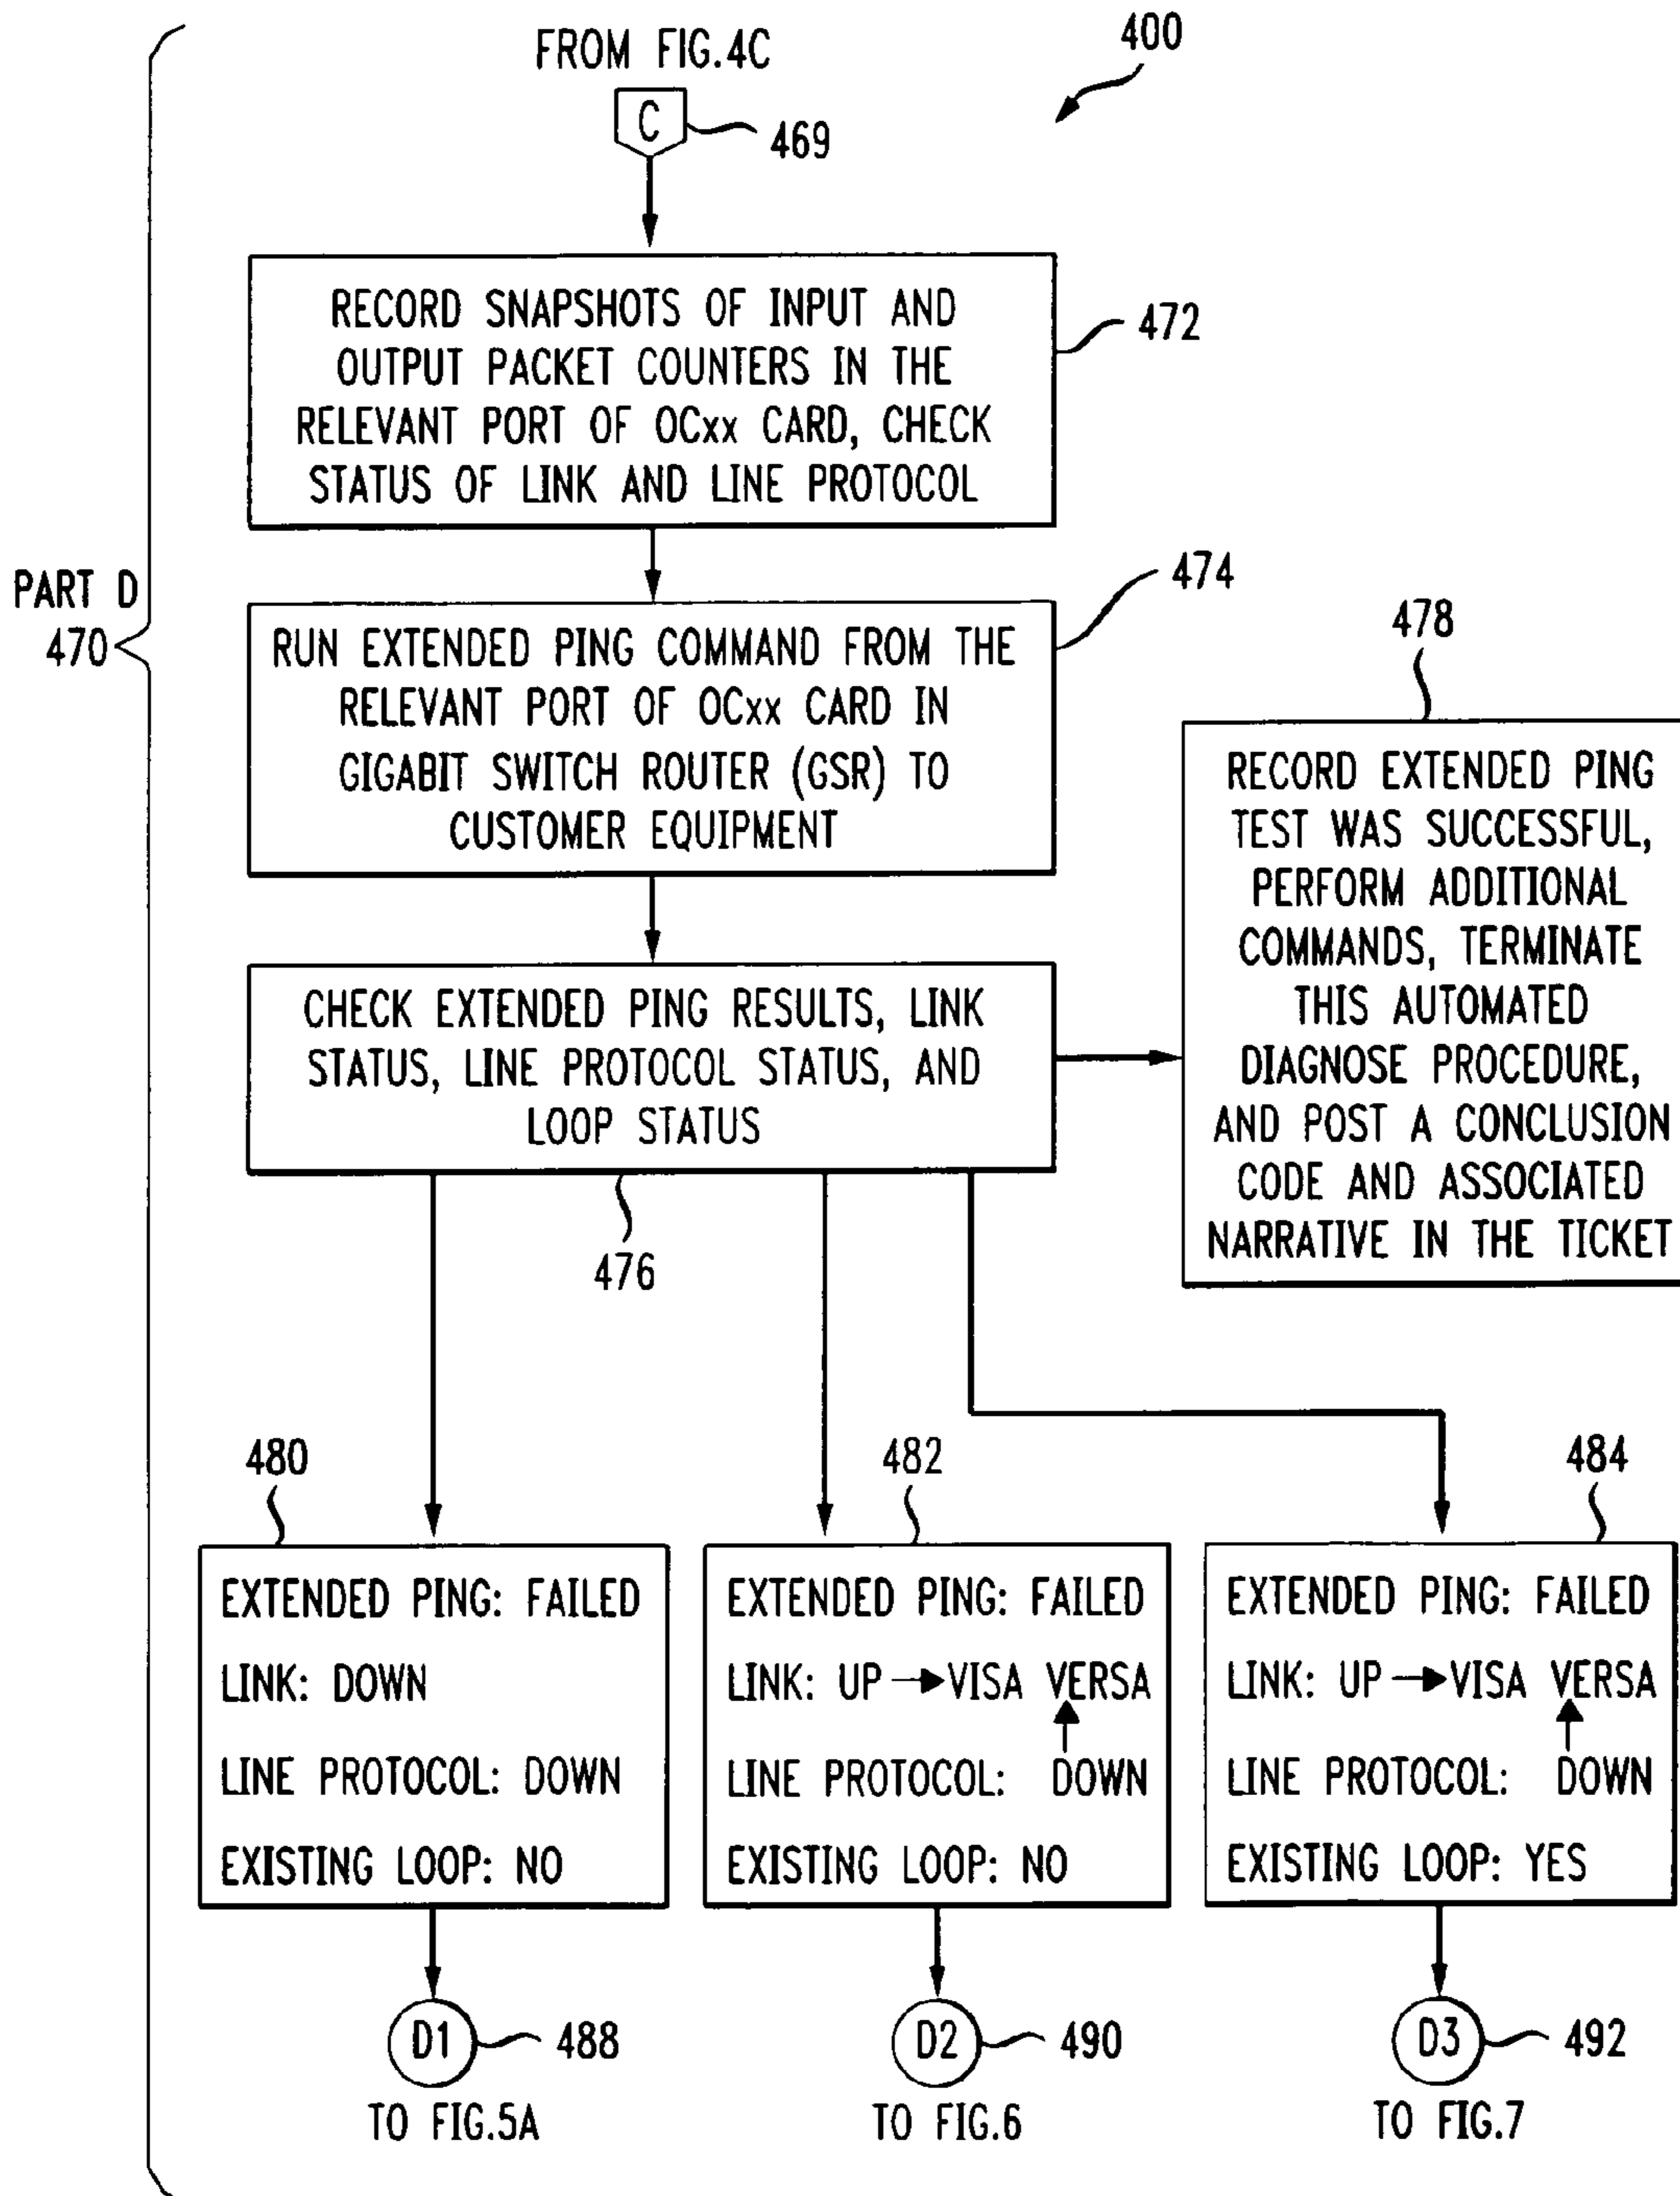 FROM FIG.4C
400
C
469
RECORD SNAPSHOTS OF INPUT AND
OUTPUT PACKET COUNTERS IN THE
RELEVANT PORT OF OCxx CARD, CHECK
STATUS OF LINK AND LINE PROTOCOL
472
PART D
470
RUN EXTENDED PING COMMAND FROM THE
RELEVANT PORT OF OCxx CARD IN
GIGABIT SWITCH ROUTER (GSR) TO
CUSTOMER EQUIPMENT
474
CHECK EXTENDED PING RESULTS, LINK
STATUS, LINE PROTOCOL STATUS, AND
LOOP STATUS
476
478
RECORD EXTENDED PING
TEST WAS SUCCESSFUL,
PERFORM ADDITIONAL
COMMANDS, TERMINATE
THIS AUTOMATED
DIAGNOSE PROCEDURE,
AND POST A CONCLUSION
CODE AND ASSOCIATED
NARRATIVE IN THE TICKET
480
EXTENDED PING: FAILED
LINK: DOWN
LINE PROTOCOL: DOWN
EXISTING LOOP: NO
D1
488
TO FIG.5A
482
EXTENDED PING: FAILED
LINK: UP → VISA VERSA
LINE PROTOCOL: DOWN
EXISTING LOOP: NO
D2
490
TO FIG.6
484
EXTENDED PING: FAILED
LINK: UP → VISA VERSA
LINE PROTOCOL: DOWN
EXISTING LOOP: YES
D3
492
TO FIG.7